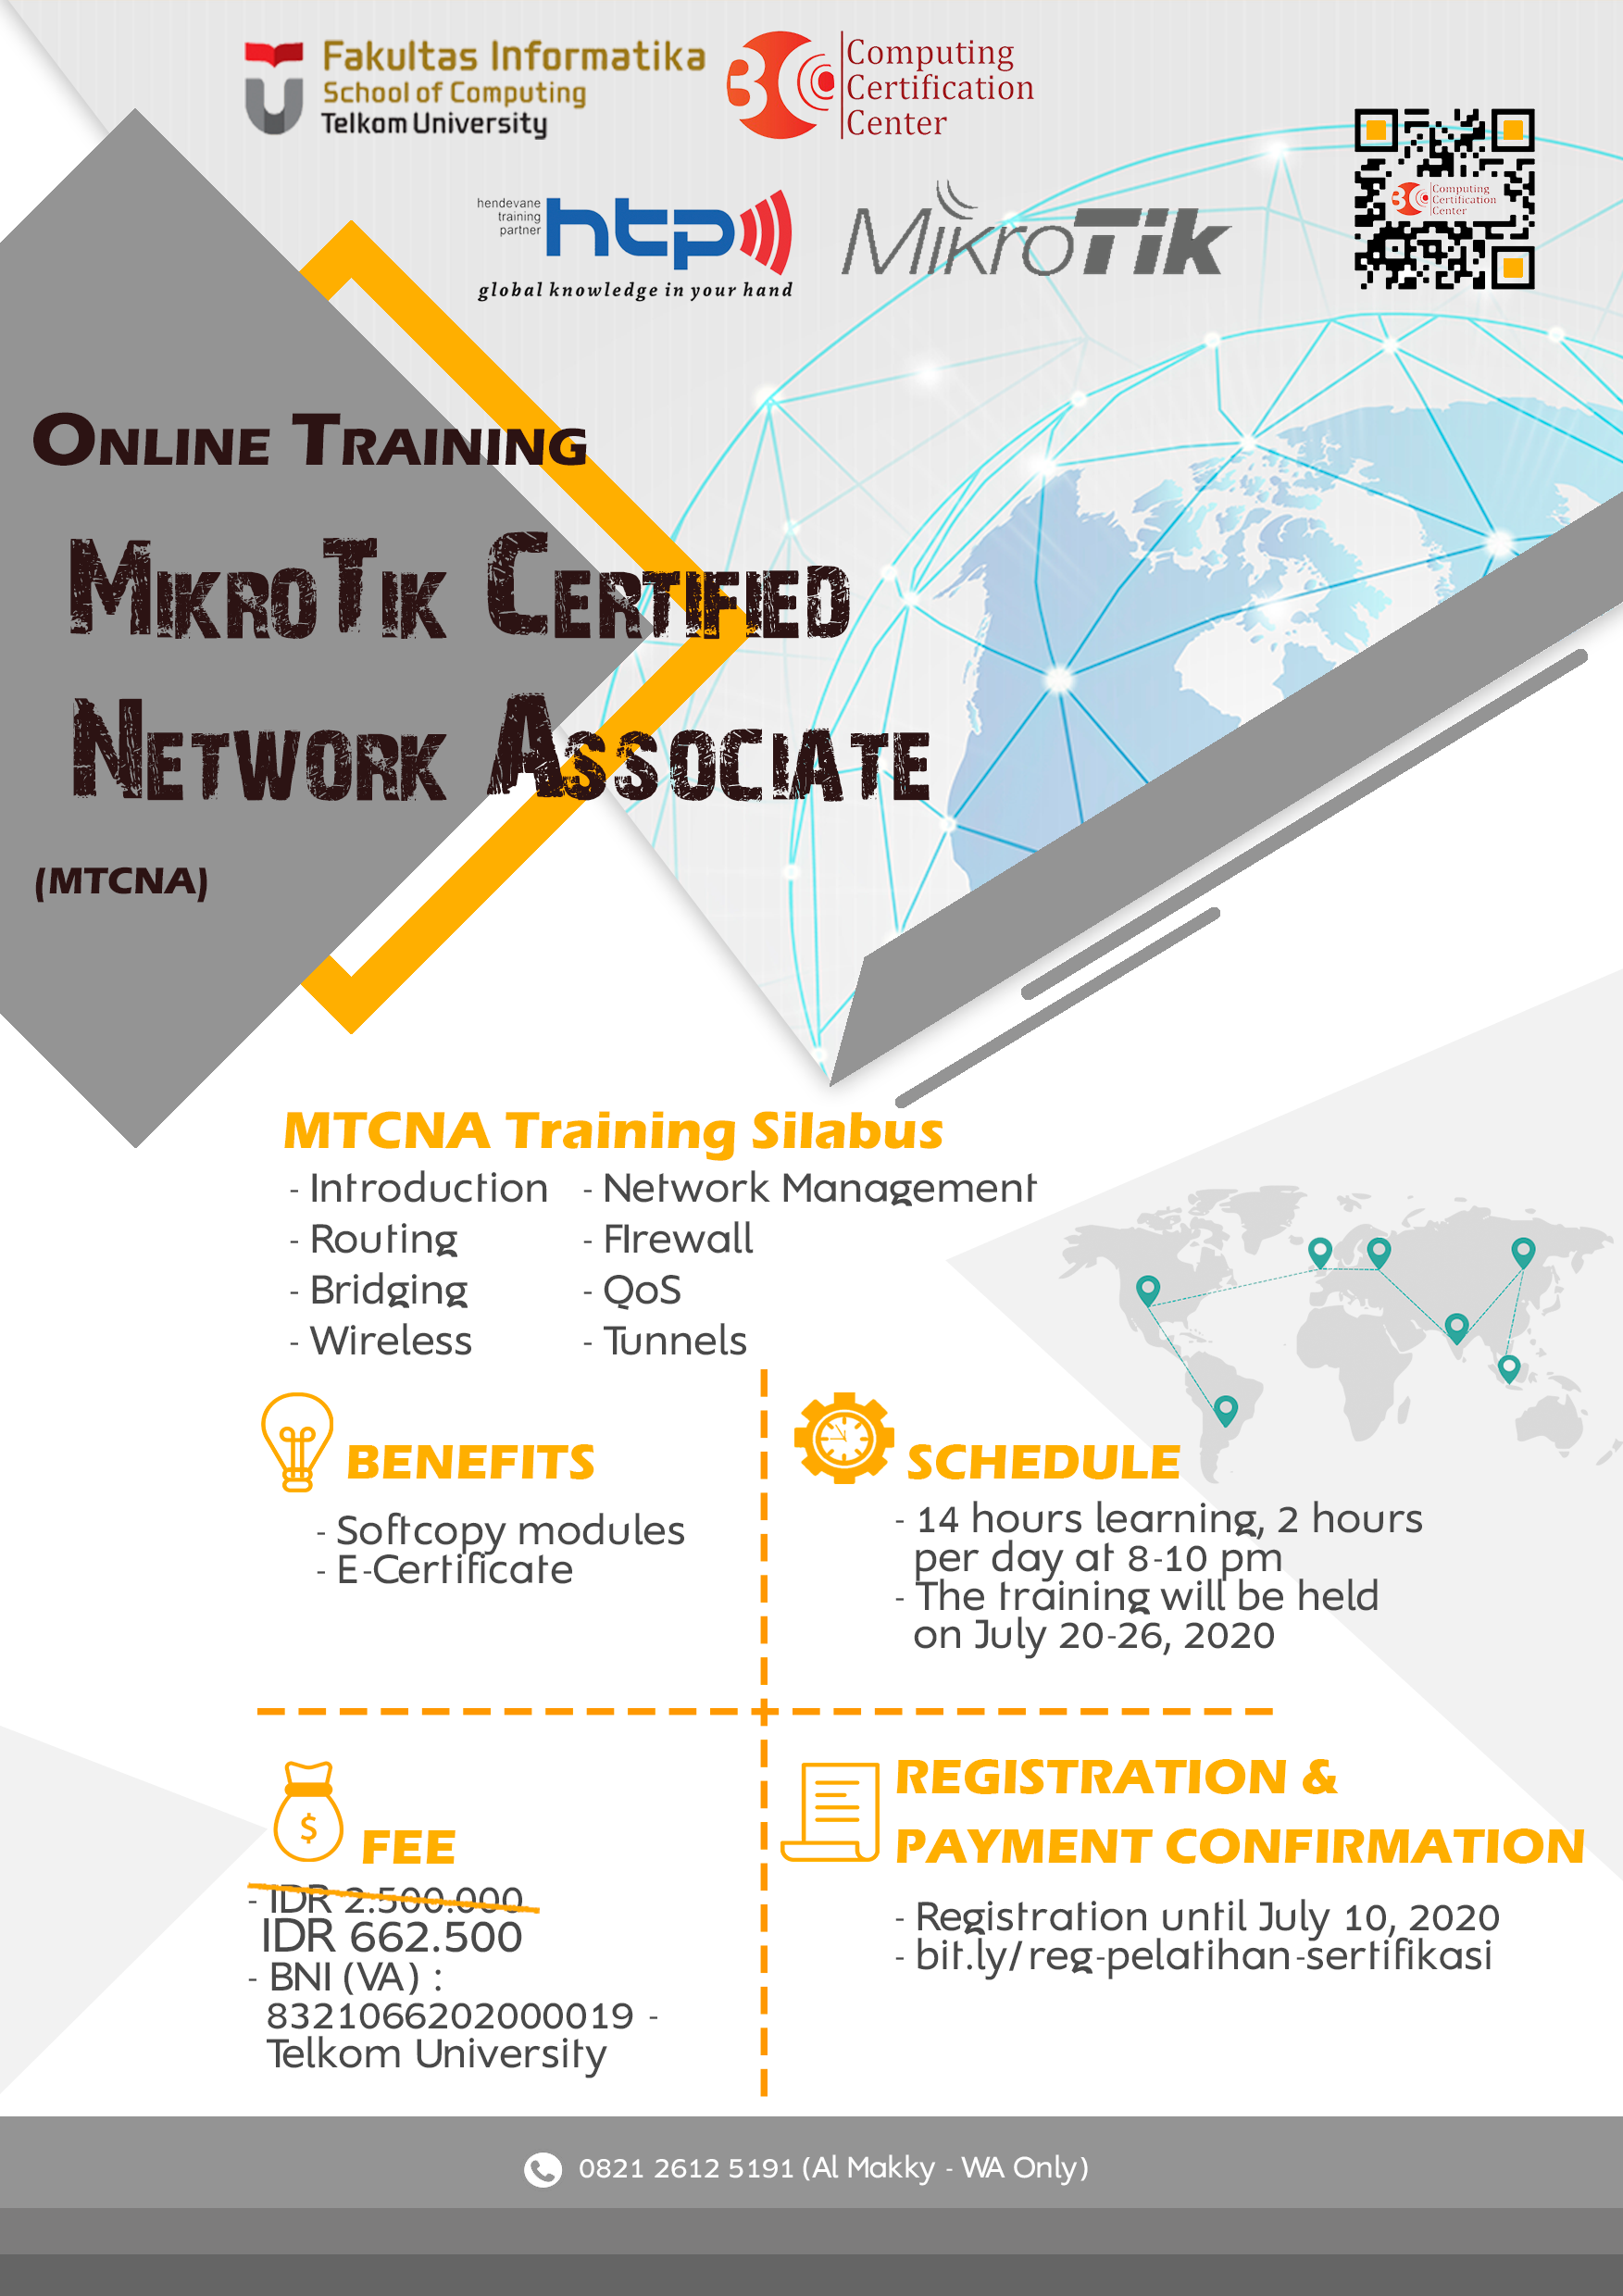 Fakultas Informatika
School of Computing
Telkom University
3C
Computing
Certification
Center
hendevane
training
partner
htp
global knowledge in your hand
MikroTik
3C
Computing
Certification
Center
Online Training
MikroTik Certified
Network Associate
(MTCNA)
MTCNA Training Silabus
- Introduction
- Routing
- Bridging
- Wireless
- Network Management
- FIrewall
- QoS
- Tunnels
BENEFITS
- Softcopy modules
- E-Certificate
SCHEDULE
- 14 hours learning, 2 hours
per day at 8-10 pm
- The training will be held
on July 20-26, 2020
$
FEE
- IDR 2.500.000
IDR 662.500
- BNI (VA) :
8321066202000019 -
Telkom University
REGISTRATION &
PAYMENT CONFIRMATION
- Registration until July 10, 2020
- bit.ly/reg-pelatihan-sertifikasi
0821 2612 5191 (Al Makky - WA Only)